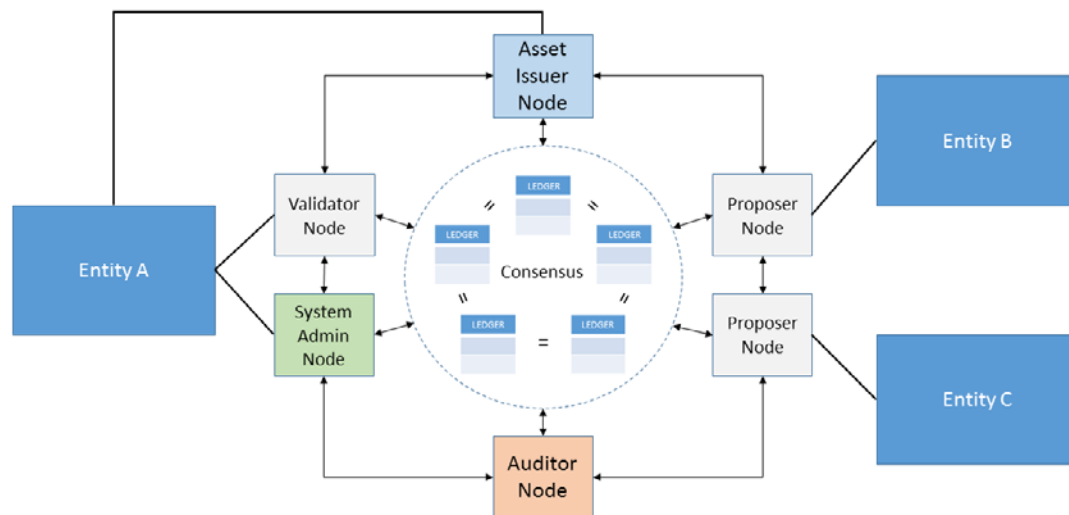 Asset
Issuer
Node
Entity B
LEDGER
Validator
Node
Proposer
Node
LEDGER
LEDGER
Entity A
Consensus
System
Admin
Node
LEDGER
=
LEDGER
Proposer
Node
Entity C
Auditor
Node